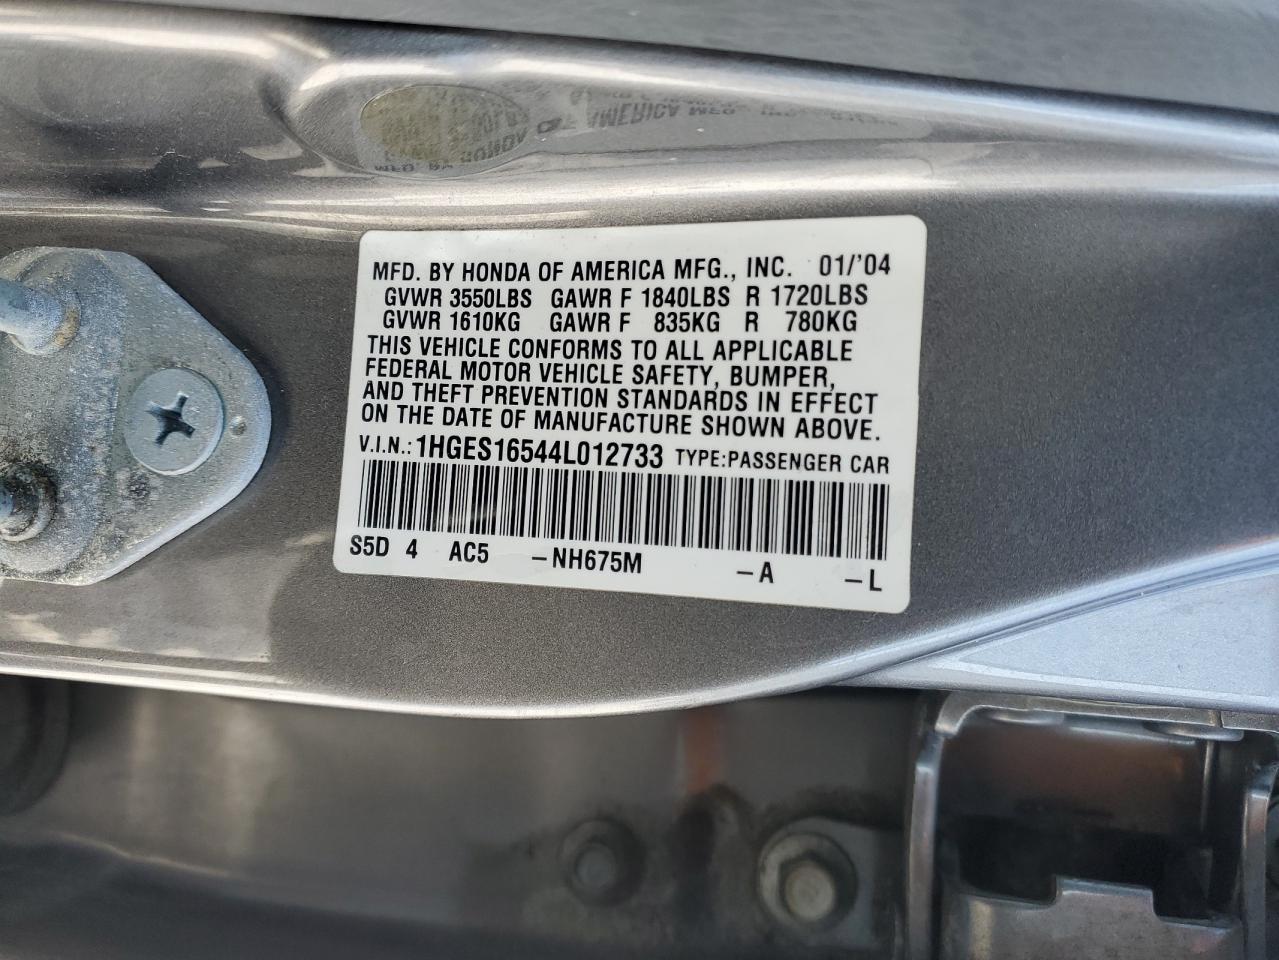 MFD. BY HONDA OF AMERICA MFG., INC. 01/'04
GVWR 3550LBS GAWR F 1840LBS R 1720LBS
GVWR 1610KG GAWR F 835KG R 780KG
THIS VEHICLE CONFORMS TO ALL APPLICABLE
FEDERAL MOTOR VEHICLE SAFETY, BUMPER,
AND THEFT PREVENTION STANDARDS IN EFFECT
ON THE DATE OF MANUFACTURE SHOWN ABOVE.
V.I.N.: 1HGES16544L012733 TYPE:PASSENGER CAR
S5D 4 AC5 –NH675M –A –L